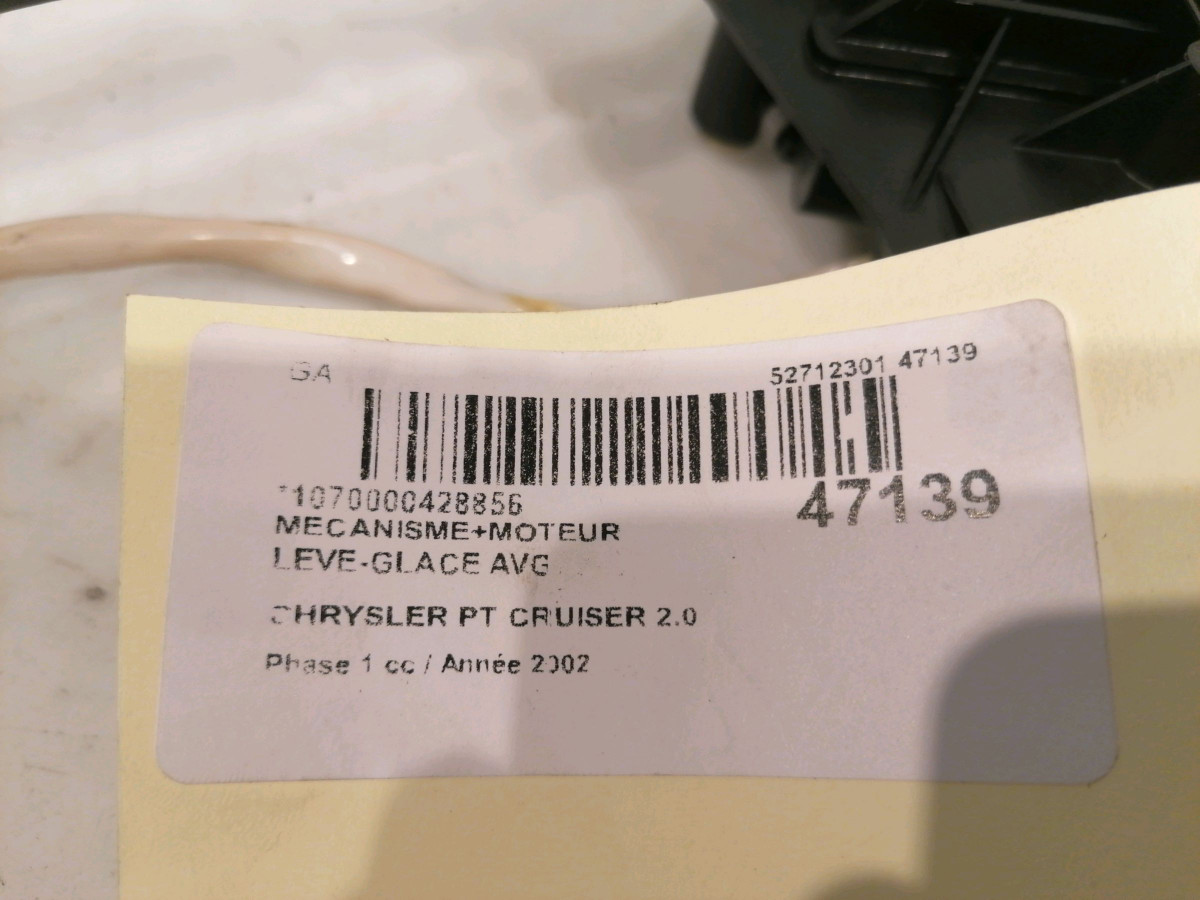 GA
52712301 47139
*1070000428856
47139
MECANISME+MOTEUR
LEVE-GLACE AVG
CHRYSLER PT CRUISER 2.0
Phase 1 cc / Année 2002